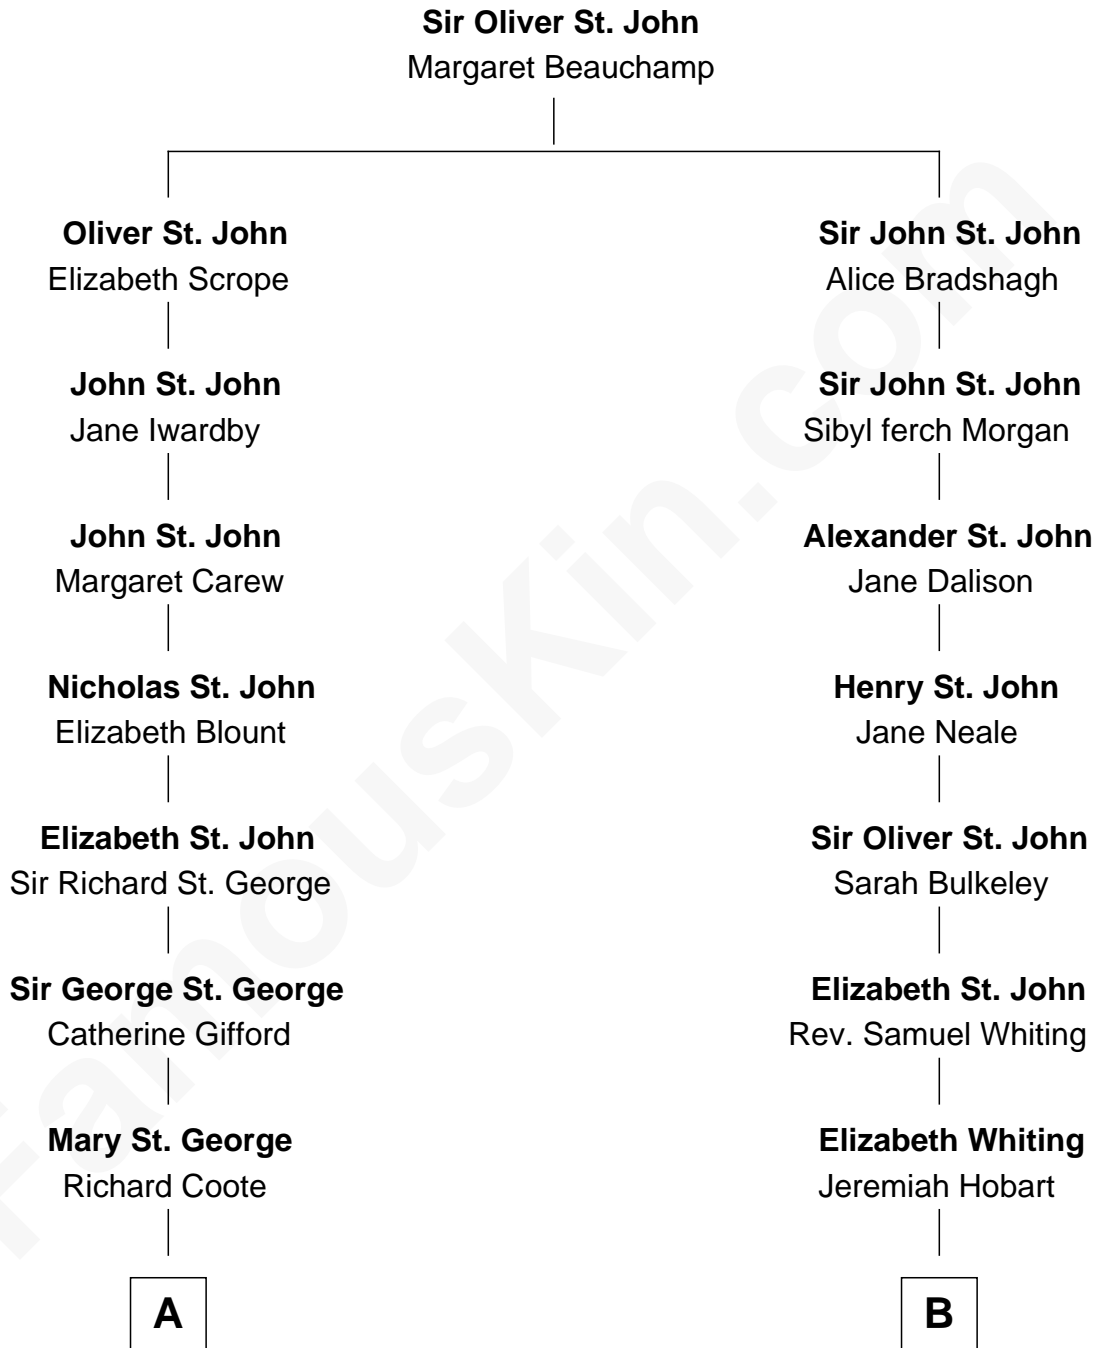 Sir Oliver St. John
Margaret Beauchamp
Oliver St. John
Elizabeth Scrope
John St. John
Jane Iwardby
John St. John
Margaret Carew
Nicholas St. John
Elizabeth Blount
Elizabeth St. John
Sir Richard St. George
Sir George St. George
Catherine Gifford
Mary St. George
Richard Coote
A
Sir John St. John
Alice Bradshagh
Sir John St. John
Sibyl ferch Morgan
Alexander St. John
Jane Dalison
Henry St. John
Jane Neale
Sir Oliver St. John
Sarah Bulkeley
Elizabeth St. John
Rev. Samuel Whiting
Elizabeth Whiting
Jeremiah Hobart
B
FamousKin.com